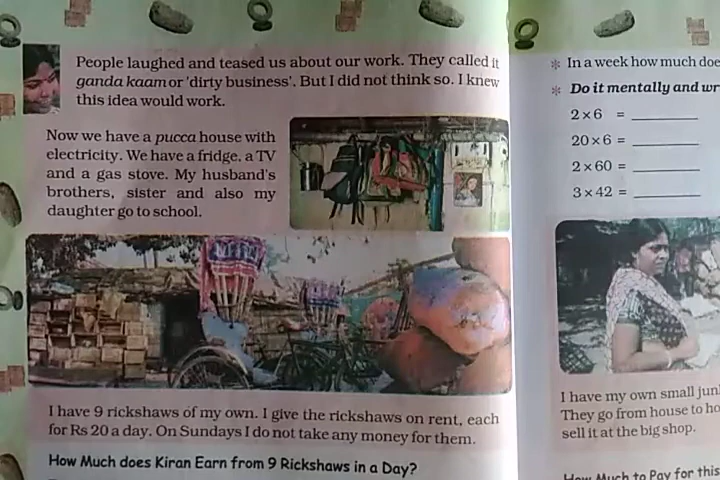 People laughed and teased us about our work. They called it
ganda kaam or 'dirty business'. But I did not think so. I knew
this idea would work.
Now we have a pucca house with
electricity. We have a fridge, a TV
and a gas stove. My husband's
brothers, sister and also my
daughter go to school.
I have 9 rickshaws of my own. I give the rickshaws on rent, each
for Rs 20 a day. On Sundays I do not take any money for them.
How Much does Kiran Earn from 9 Rickshaws in a Day?
✻ In a week how much doe
✻ Do it mentally and wr
2 × 6 = ________
20 × 6 = ________
2 × 60 = ________
3 × 42 = ________
I have my own small jun
They go from house to ho
sell it at the big shop.
How Much to Pay for this